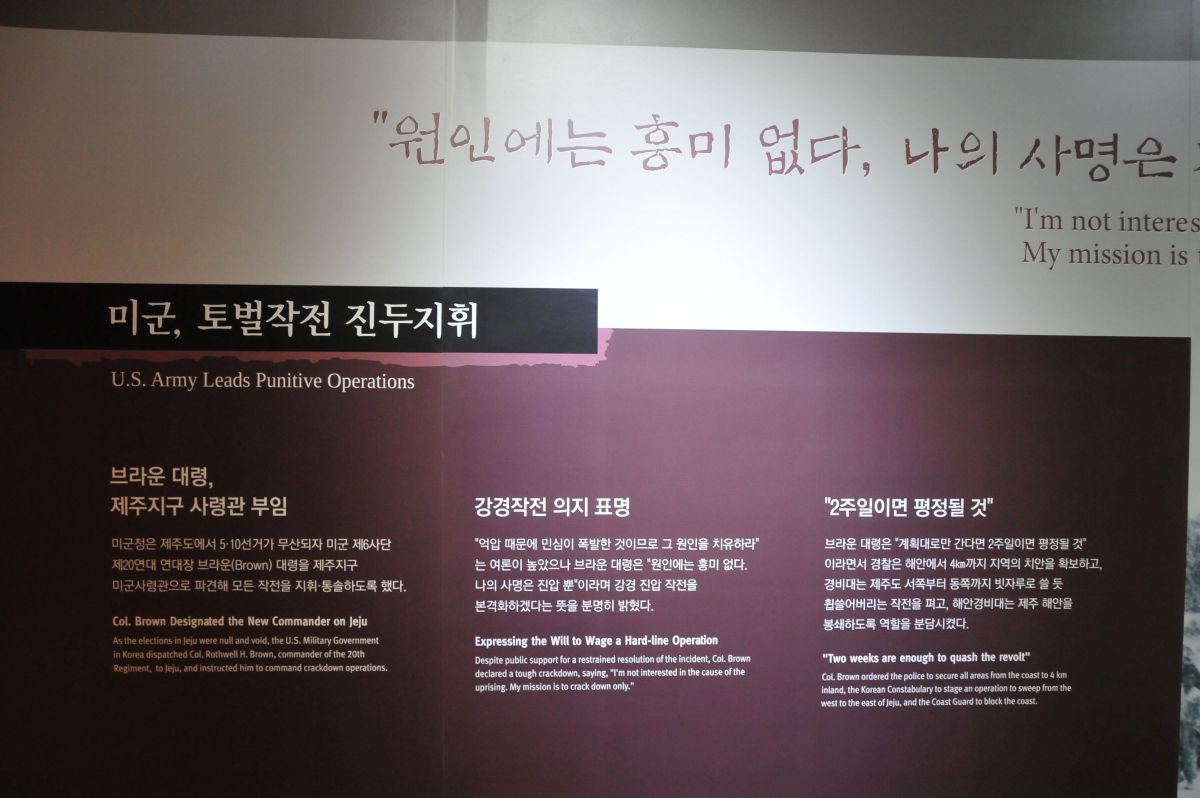 "원인에는 흥미 없다, 나의 사명은
"I'm not interes
My mission is
미군, 토벌작전 진두지휘
U.S. Army Leads Punitive Operations
브라운 대령,
제주지구 사령관 부임
미군정은 제주도에서 5·10선거가 무산되자 미군 제6사단
제20연대 연대장 브라운(Brown) 대령을 제주지구
미군사령관으로 파견해 모든 작전을 지휘·통솔하도록 했다.
Col. Brown Designated the New Commander on Jeju
As the elections in Jeju were null and void, the U.S. Military Government
in Korea dispatched Col. Rothwell H. Brown, commander of the 20th
Regiment, to Jeju, and instructed him to command crackdown operations.
강경작전 의지 표명
"억압 때문에 민심이 폭발한 것이므로 그 원인을 치유하라"
는 여론이 높았으나 브라운 대령은 "원인에는 흥미 없다.
나의 사명은 진압 뿐"이라며 강경 진압 작전을
본격화하겠다는 뜻을 분명히 밝혔다.
Expressing the Will to Wage a Hard-line Operation
Despite public support for a restrained resolution of the incident, Col. Brown
declared a tough crackdown, saying, "I'm not interested in the cause of the
uprising. My mission is to crack down only."
"2주일이면 평정될 것"
브라운 대령은 "계획대로만 간다면 2주일이면 평정될 것"
이라면서 경찰은 해안에서 4㎞까지 지역의 치안을 확보하고,
경비대는 제주도 서쪽부터 동쪽까지 빗자루로 쓸 듯
휩쓸어버리는 작전을 펴고, 해안경비대는 제주 해안을
봉쇄하도록 역할을 분담시켰다.
"Two weeks are enough to quash the revolt"
Col. Brown ordered the police to secure all areas from the coast to 4 km
inland, the Korean Constabulary to stage an operation to sweep from the
west to the east of Jeju, and the Coast Guard to block the coast.